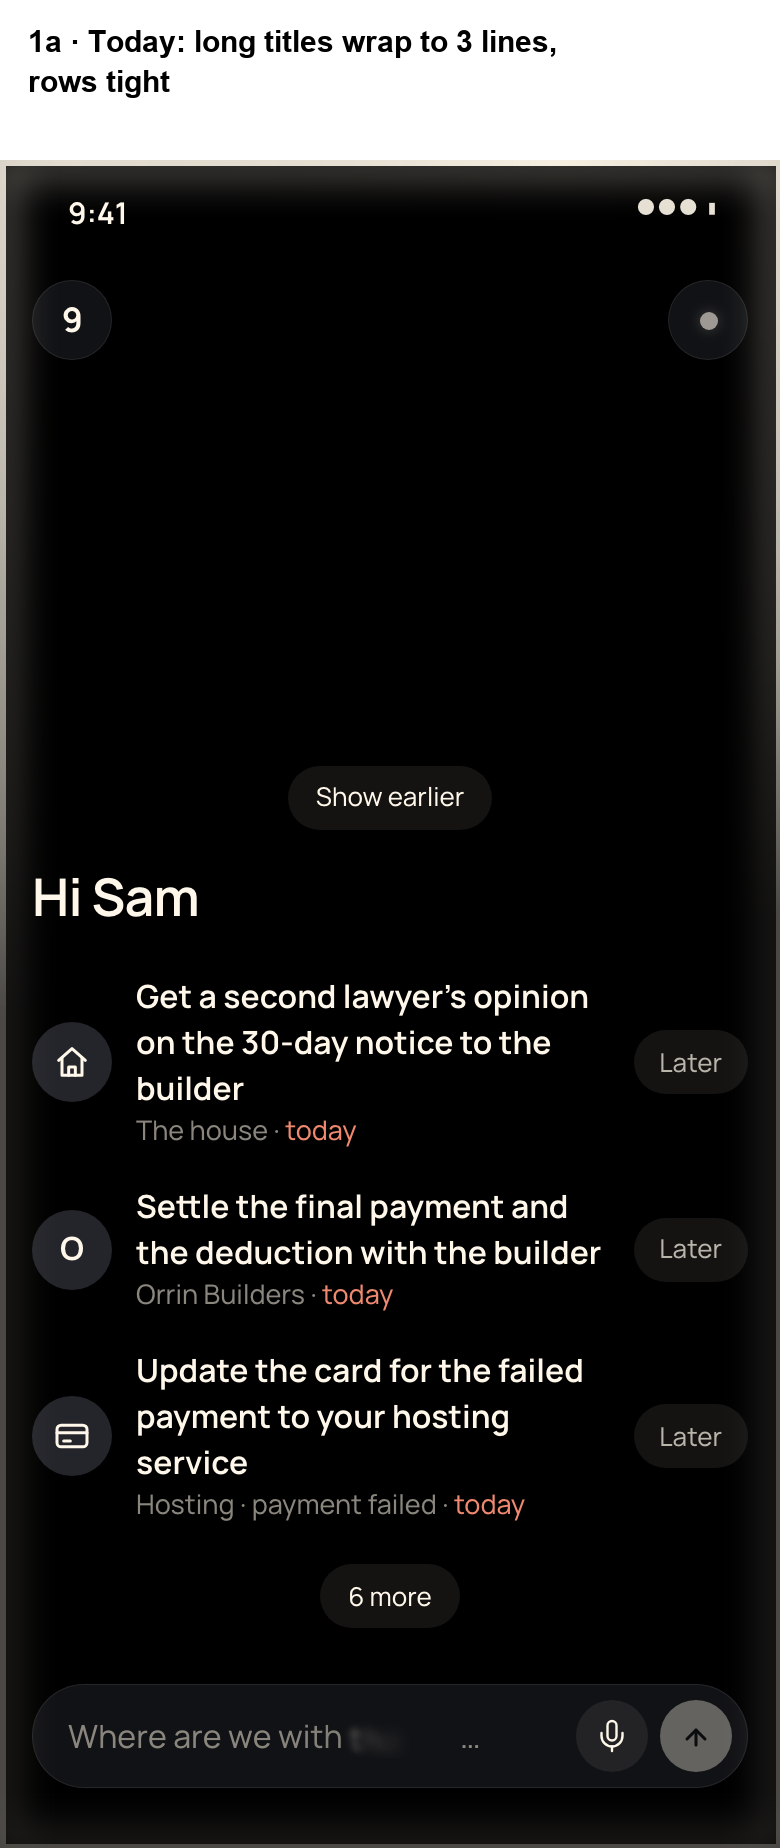 1a · Today: long titles wrap to 3 lines,
rows tight
9:41
9
Show earlier
Hi Sam
Get a second lawyer’s opinion
on the 30-day notice to the
builder
The house · today
Later
Settle the final payment and
the deduction with the builder
Orrin Builders · today
O
Later
Update the card for the failed
payment to your hosting
service
Hosting · payment failed · today
Later
6 more
Where are we with ...